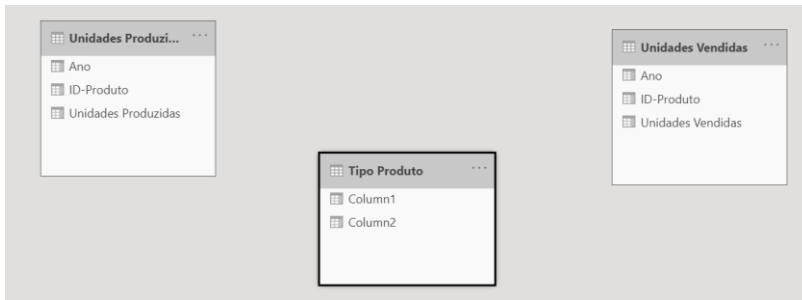 Unidades Produzi... ...
Ano
ID-Produto
Unidades Produzidas
Unidades Vendidas ...
Ano
ID-Produto
Unidades Vendidas
Tipo Produto ...
Column1
Column2